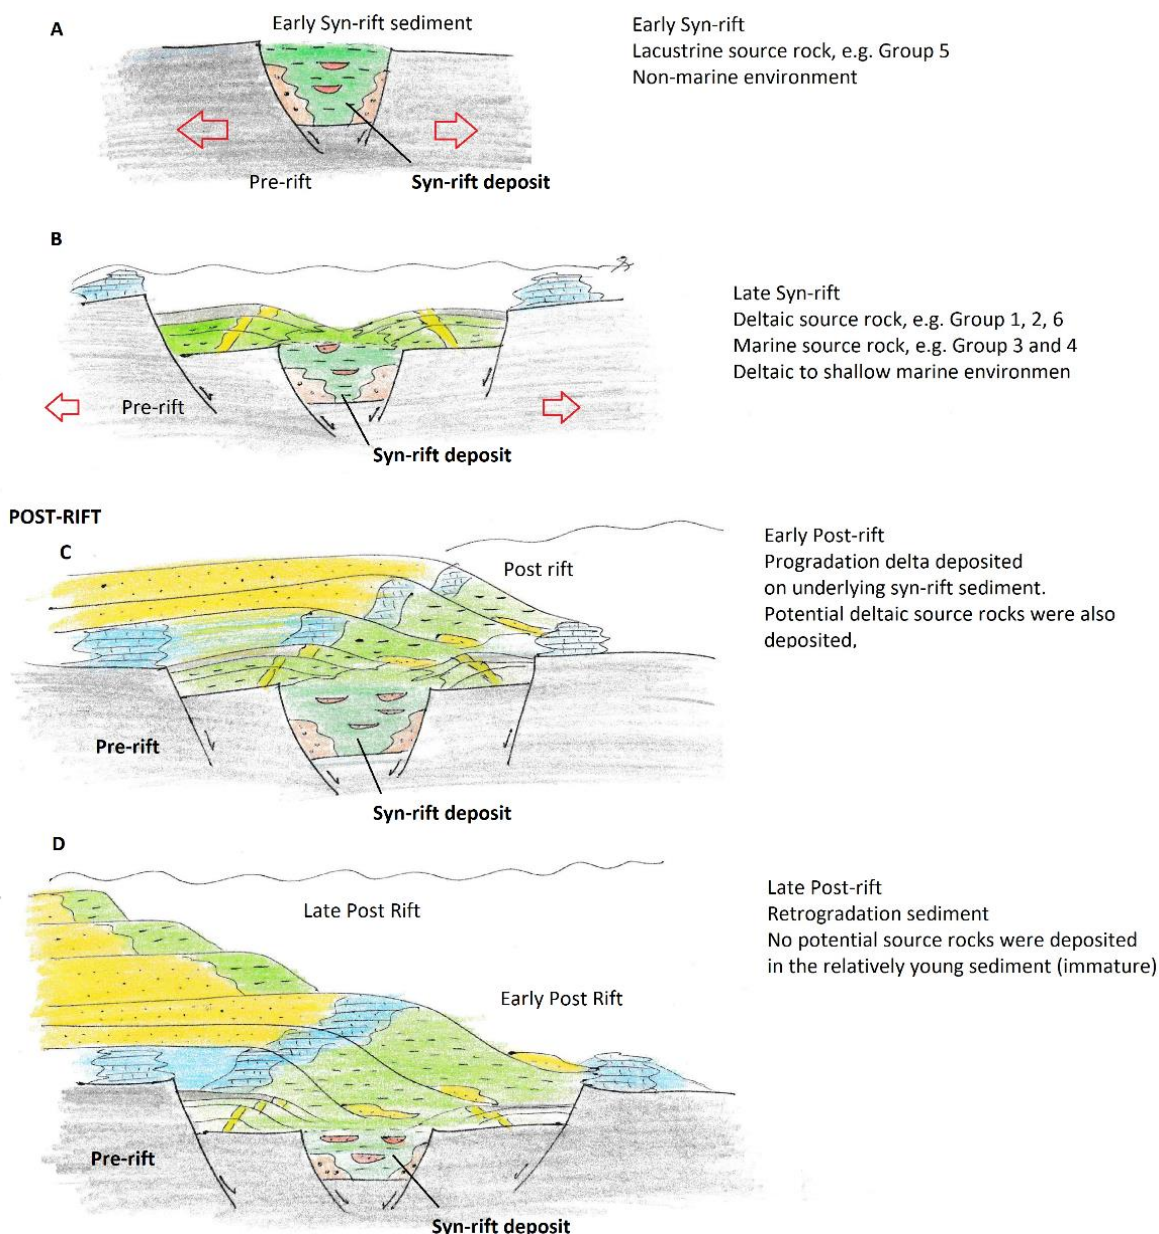 A
Early Syn-rift sediment
Early Syn-rift
Lacustrine source rock, e.g. Group 5
Non-marine environment
Pre-rift
Syn-rift deposit
B
Late Syn-rift
Deltaic source rock, e.g. Group 1, 2, 6
Marine source rock, e.g. Group 3 and 4
Deltaic to shallow marine environmen
Pre-rift
Syn-rift deposit
POST-RIFT
C
Post rift
Early Post-rift
Progradation delta deposited
on underlying syn-rift sediment.
Potential deltaic source rocks were also
deposited,
Pre-rift
Syn-rift deposit
D
Late Post Rift
Late Post-rift
Retrogradation sediment
No potential source rocks were deposited
in the relatively young sediment (immature)
Early Post Rift
Pre-rift
Syn-rift deposit